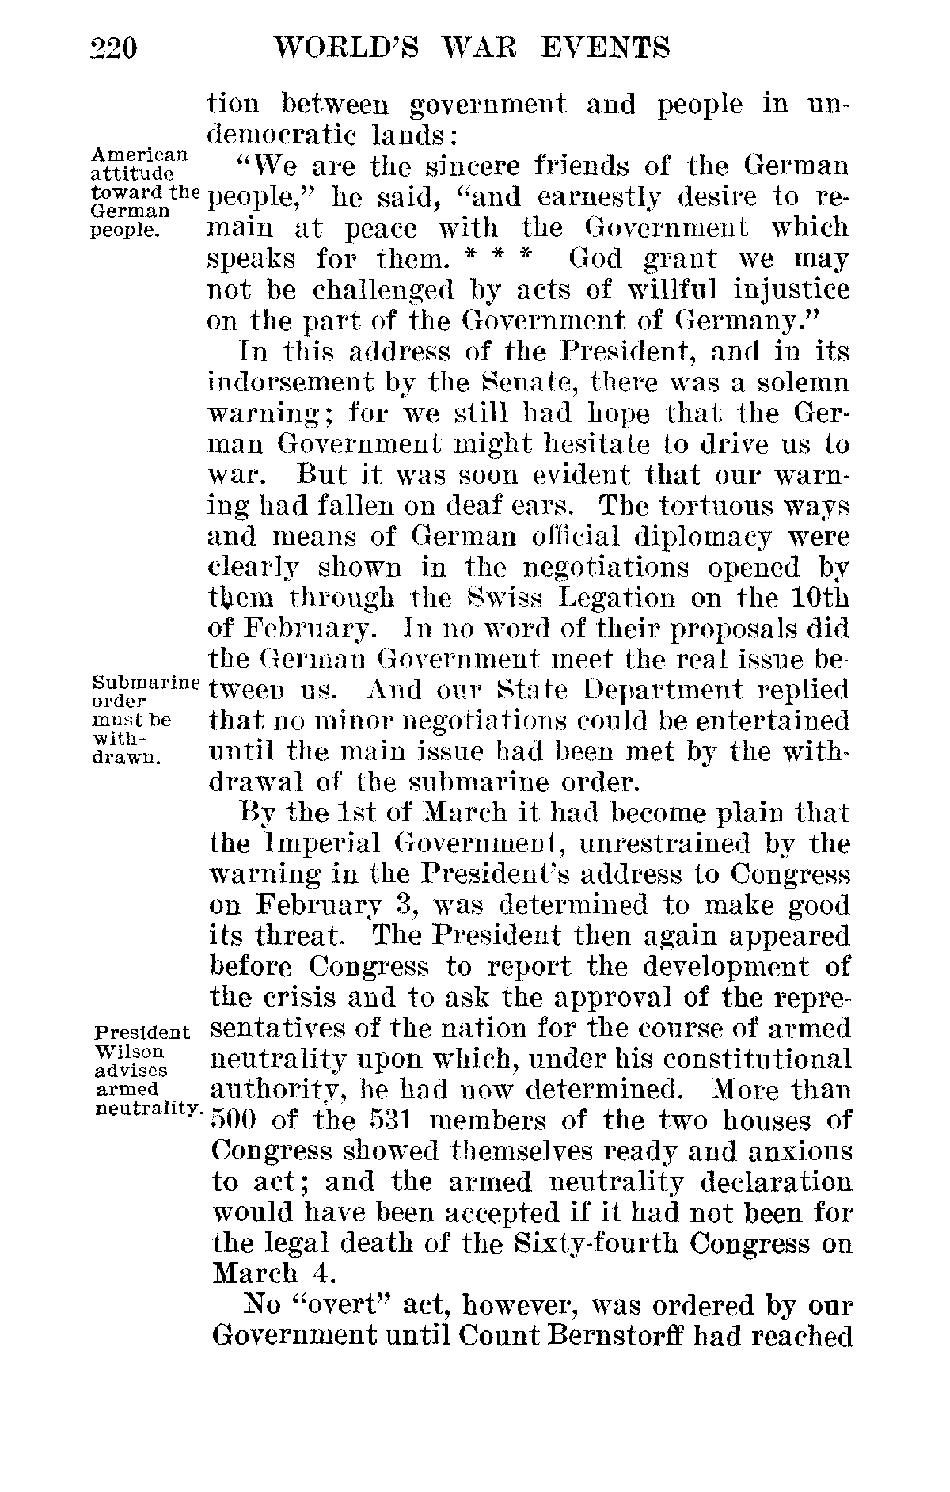 220 WORLD'S WAR EVENTS
tion between government and people in un-
democratic lands:
American
attitude
toward the
German
people.
"We are the sincere friends of the German
people," he said, "and earnestly desire to re-
main at peace with the Government which
speaks for them. * * * God grant we may
not be challenged by acts of willful injustice
on the part of the Government of Germany."
In this address of the President, and in its
indorsement by the Senate, there was a solemn
warning; for we still had hope that the Ger-
man Government might hesitate to drive us to
war. But it was soon evident that our warn-
ing had fallen on deaf ears. The tortuous ways
and means of German official diplomacy were
clearly shown in the negotiations opened by
them through the Swiss Legation on the 10th
of February. In no word of their proposals did
the German Government meet the real issue be-
Submarine
order
must be
with-
drawn.
tween us. And our State Department replied
that no minor negotiations could be entertained
until the main issue had been met by the with-
drawal of the submarine order.
By the 1st of March it had become plain that
the Imperial Government, unrestrained by the
warning in the President's address to Congress
on February 3, was determined to make good
its threat. The President then again appeared
before Congress to report the development of
the crisis and to ask the approval of the repre-
President
Wilson
advises
armed
neutrality.
sentatives of the nation for the course of armed
neutrality upon which, under his constitutional
authority, he had now determined. More than
500 of the 531 members of the two houses of
Congress showed themselves ready and anxious
to act; and the armed neutrality declaration
would have been accepted if it had not been for
the legal death of the Sixty-fourth Congress on
March 4.
No "overt" act, however, was ordered by our
Government until Count Bernstorff had reached